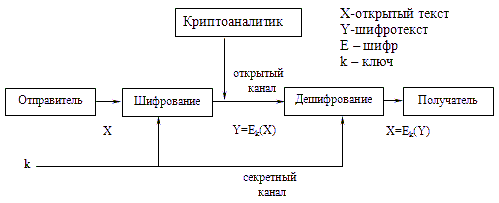 Криптоаналитик
X-открытый текст
Y-шифротекст
E – шифр
k – ключ
открытый
канал
Отправитель
Шифрование
Дешифрование
Получатель
X
Y=Ek(X)
X=Ek(Y)
k
секретный
канал